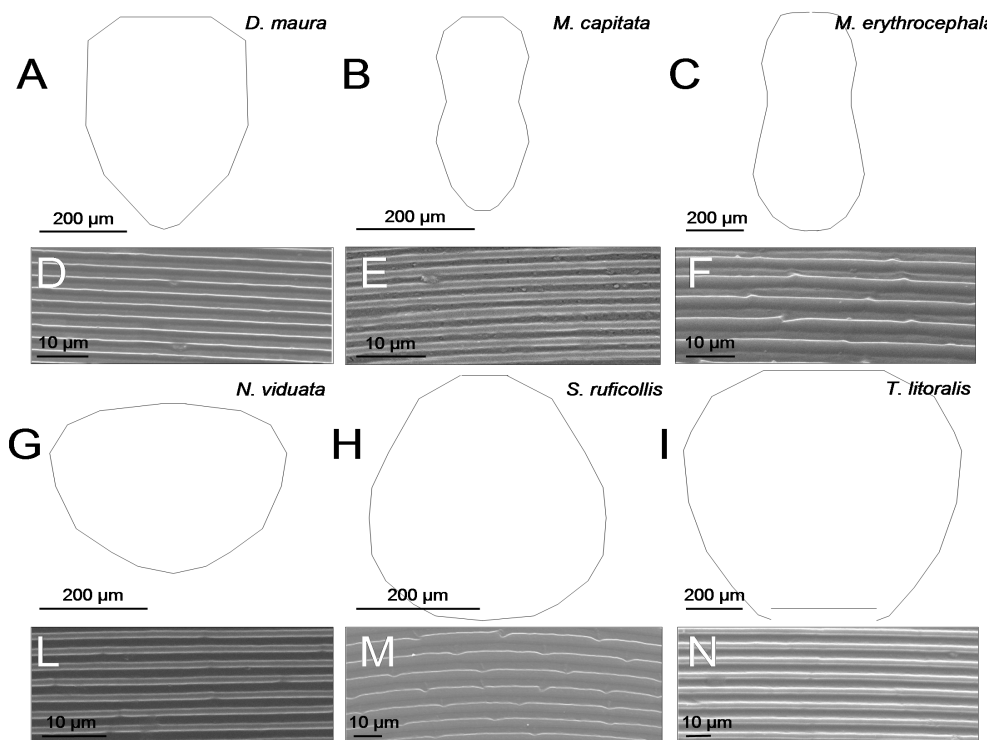 D. maura
M. capitata
M. erythrocephala
A
B
C
200 µm
200 µm
200 µm
D
E
F
10 µm
10 µm
10 µm
N. viduata
S. ruficollis
T. litoralis
G
H
I
200 µm
200 µm
200 µm
L
M
N
10 µm
10 µm
10 µm